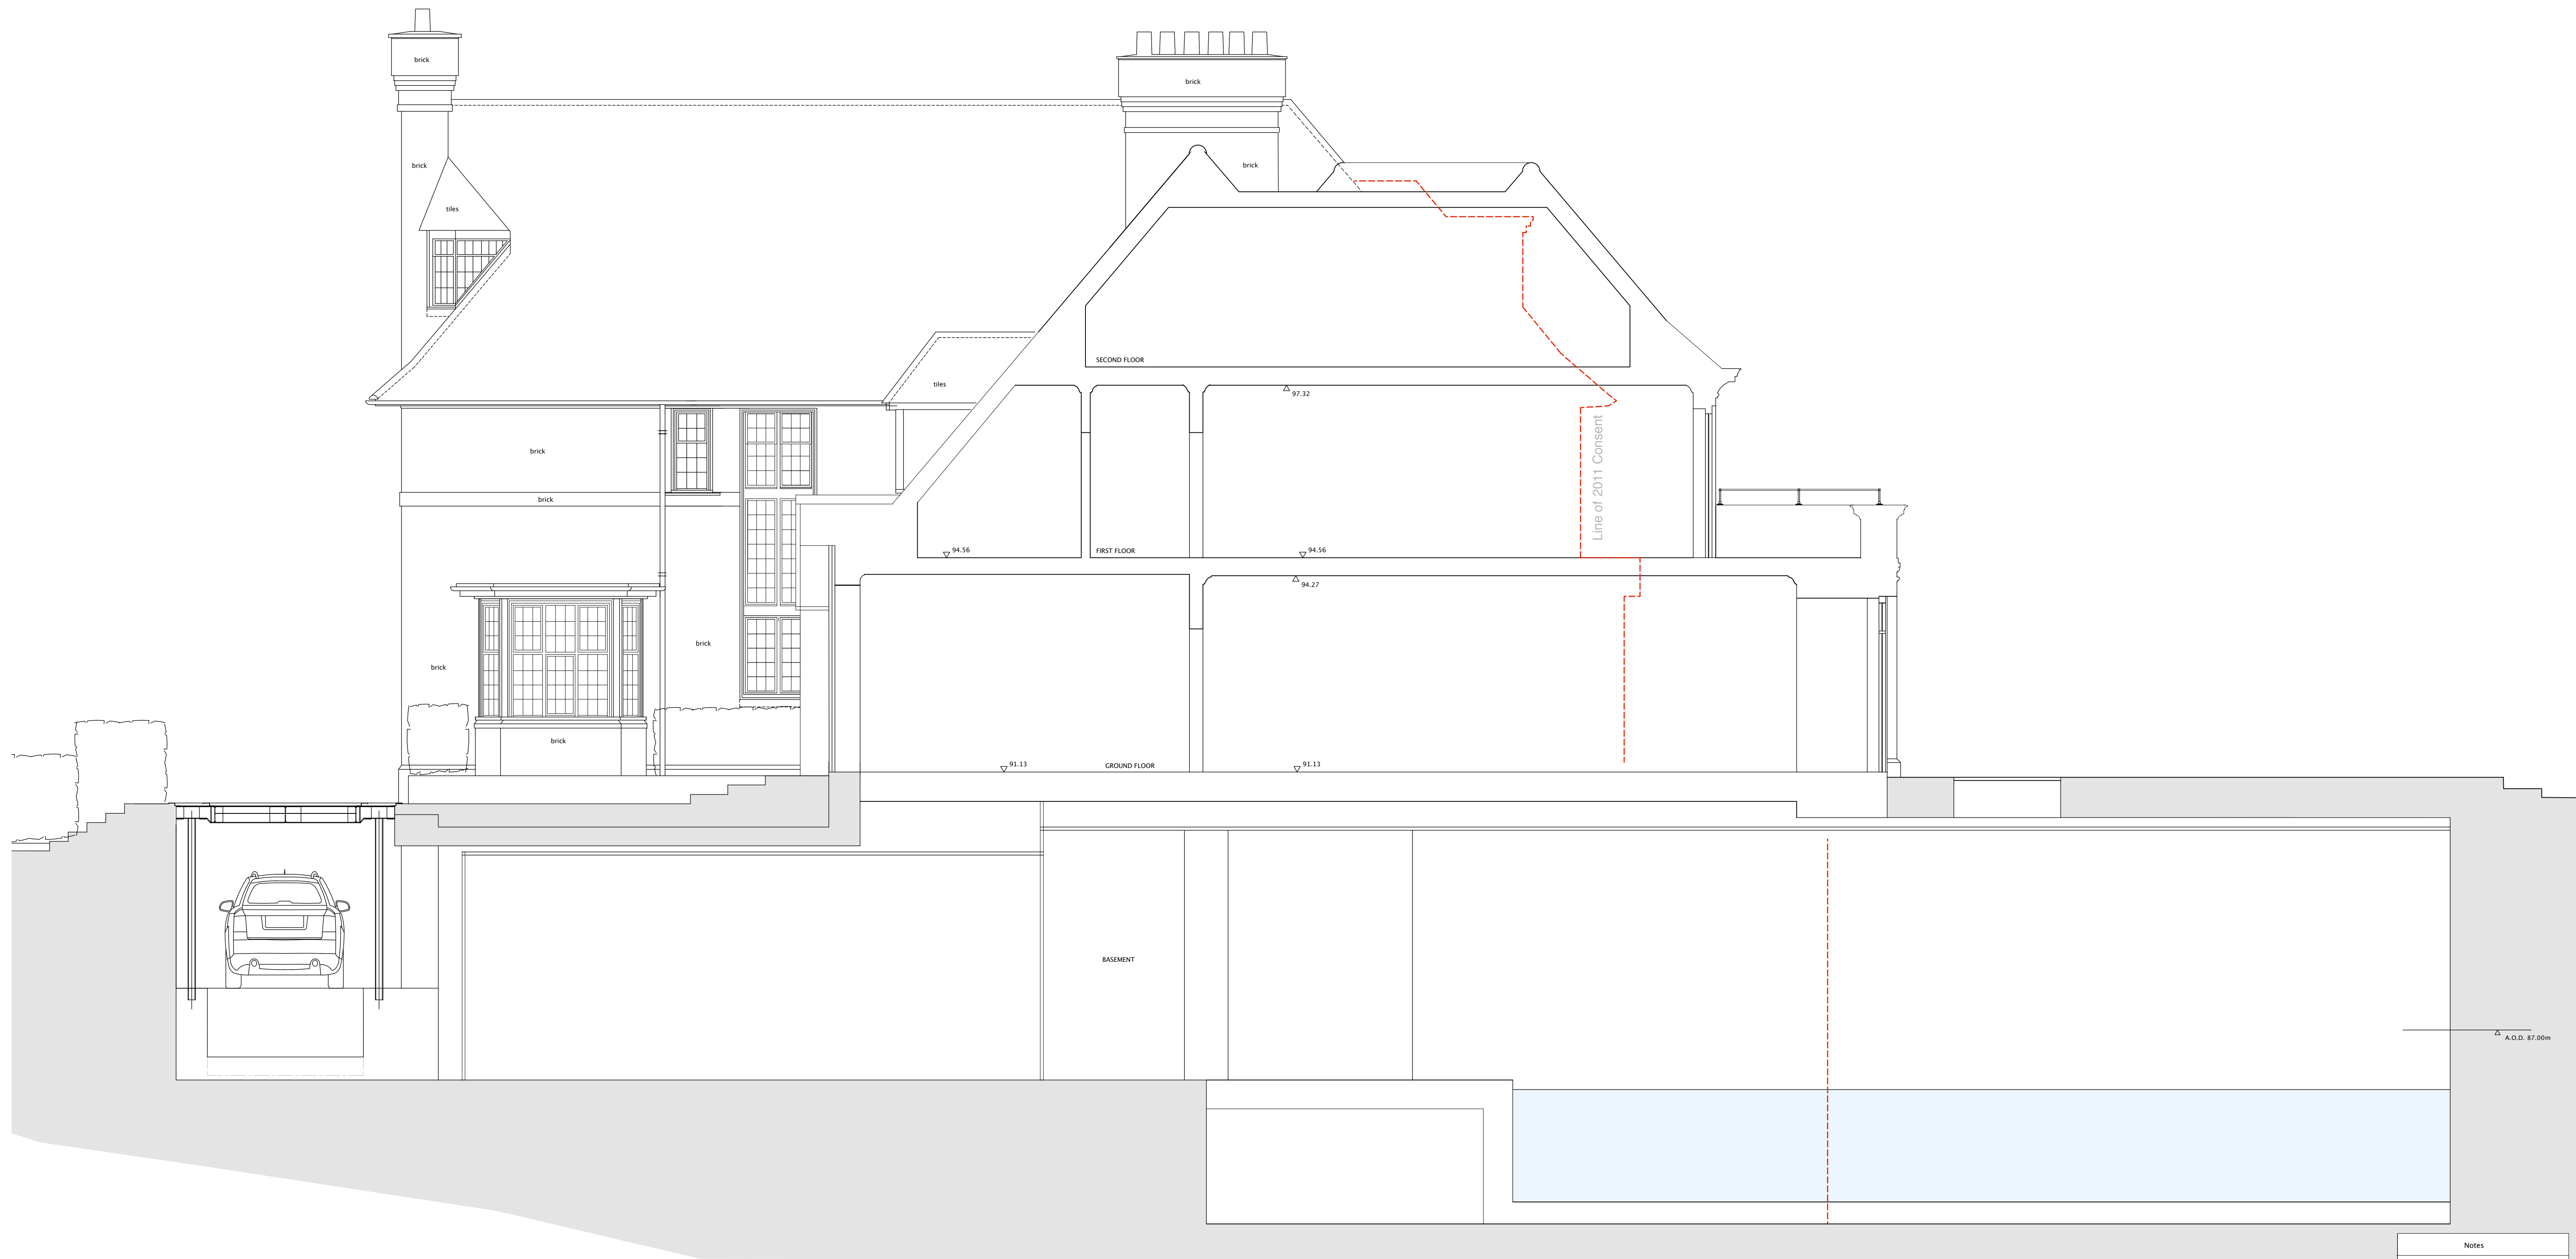 brick
brick
brick
brick
tiles
SECOND FLOOR
tiles
97.32
brick
Line of 2011 Consent
brick
94.56
FIRST FLOOR
94.56
94.27
brick
brick
brick
91.13
GROUND FLOOR
91.13
BASEMENT
A.O.D. 87.00m
Notes